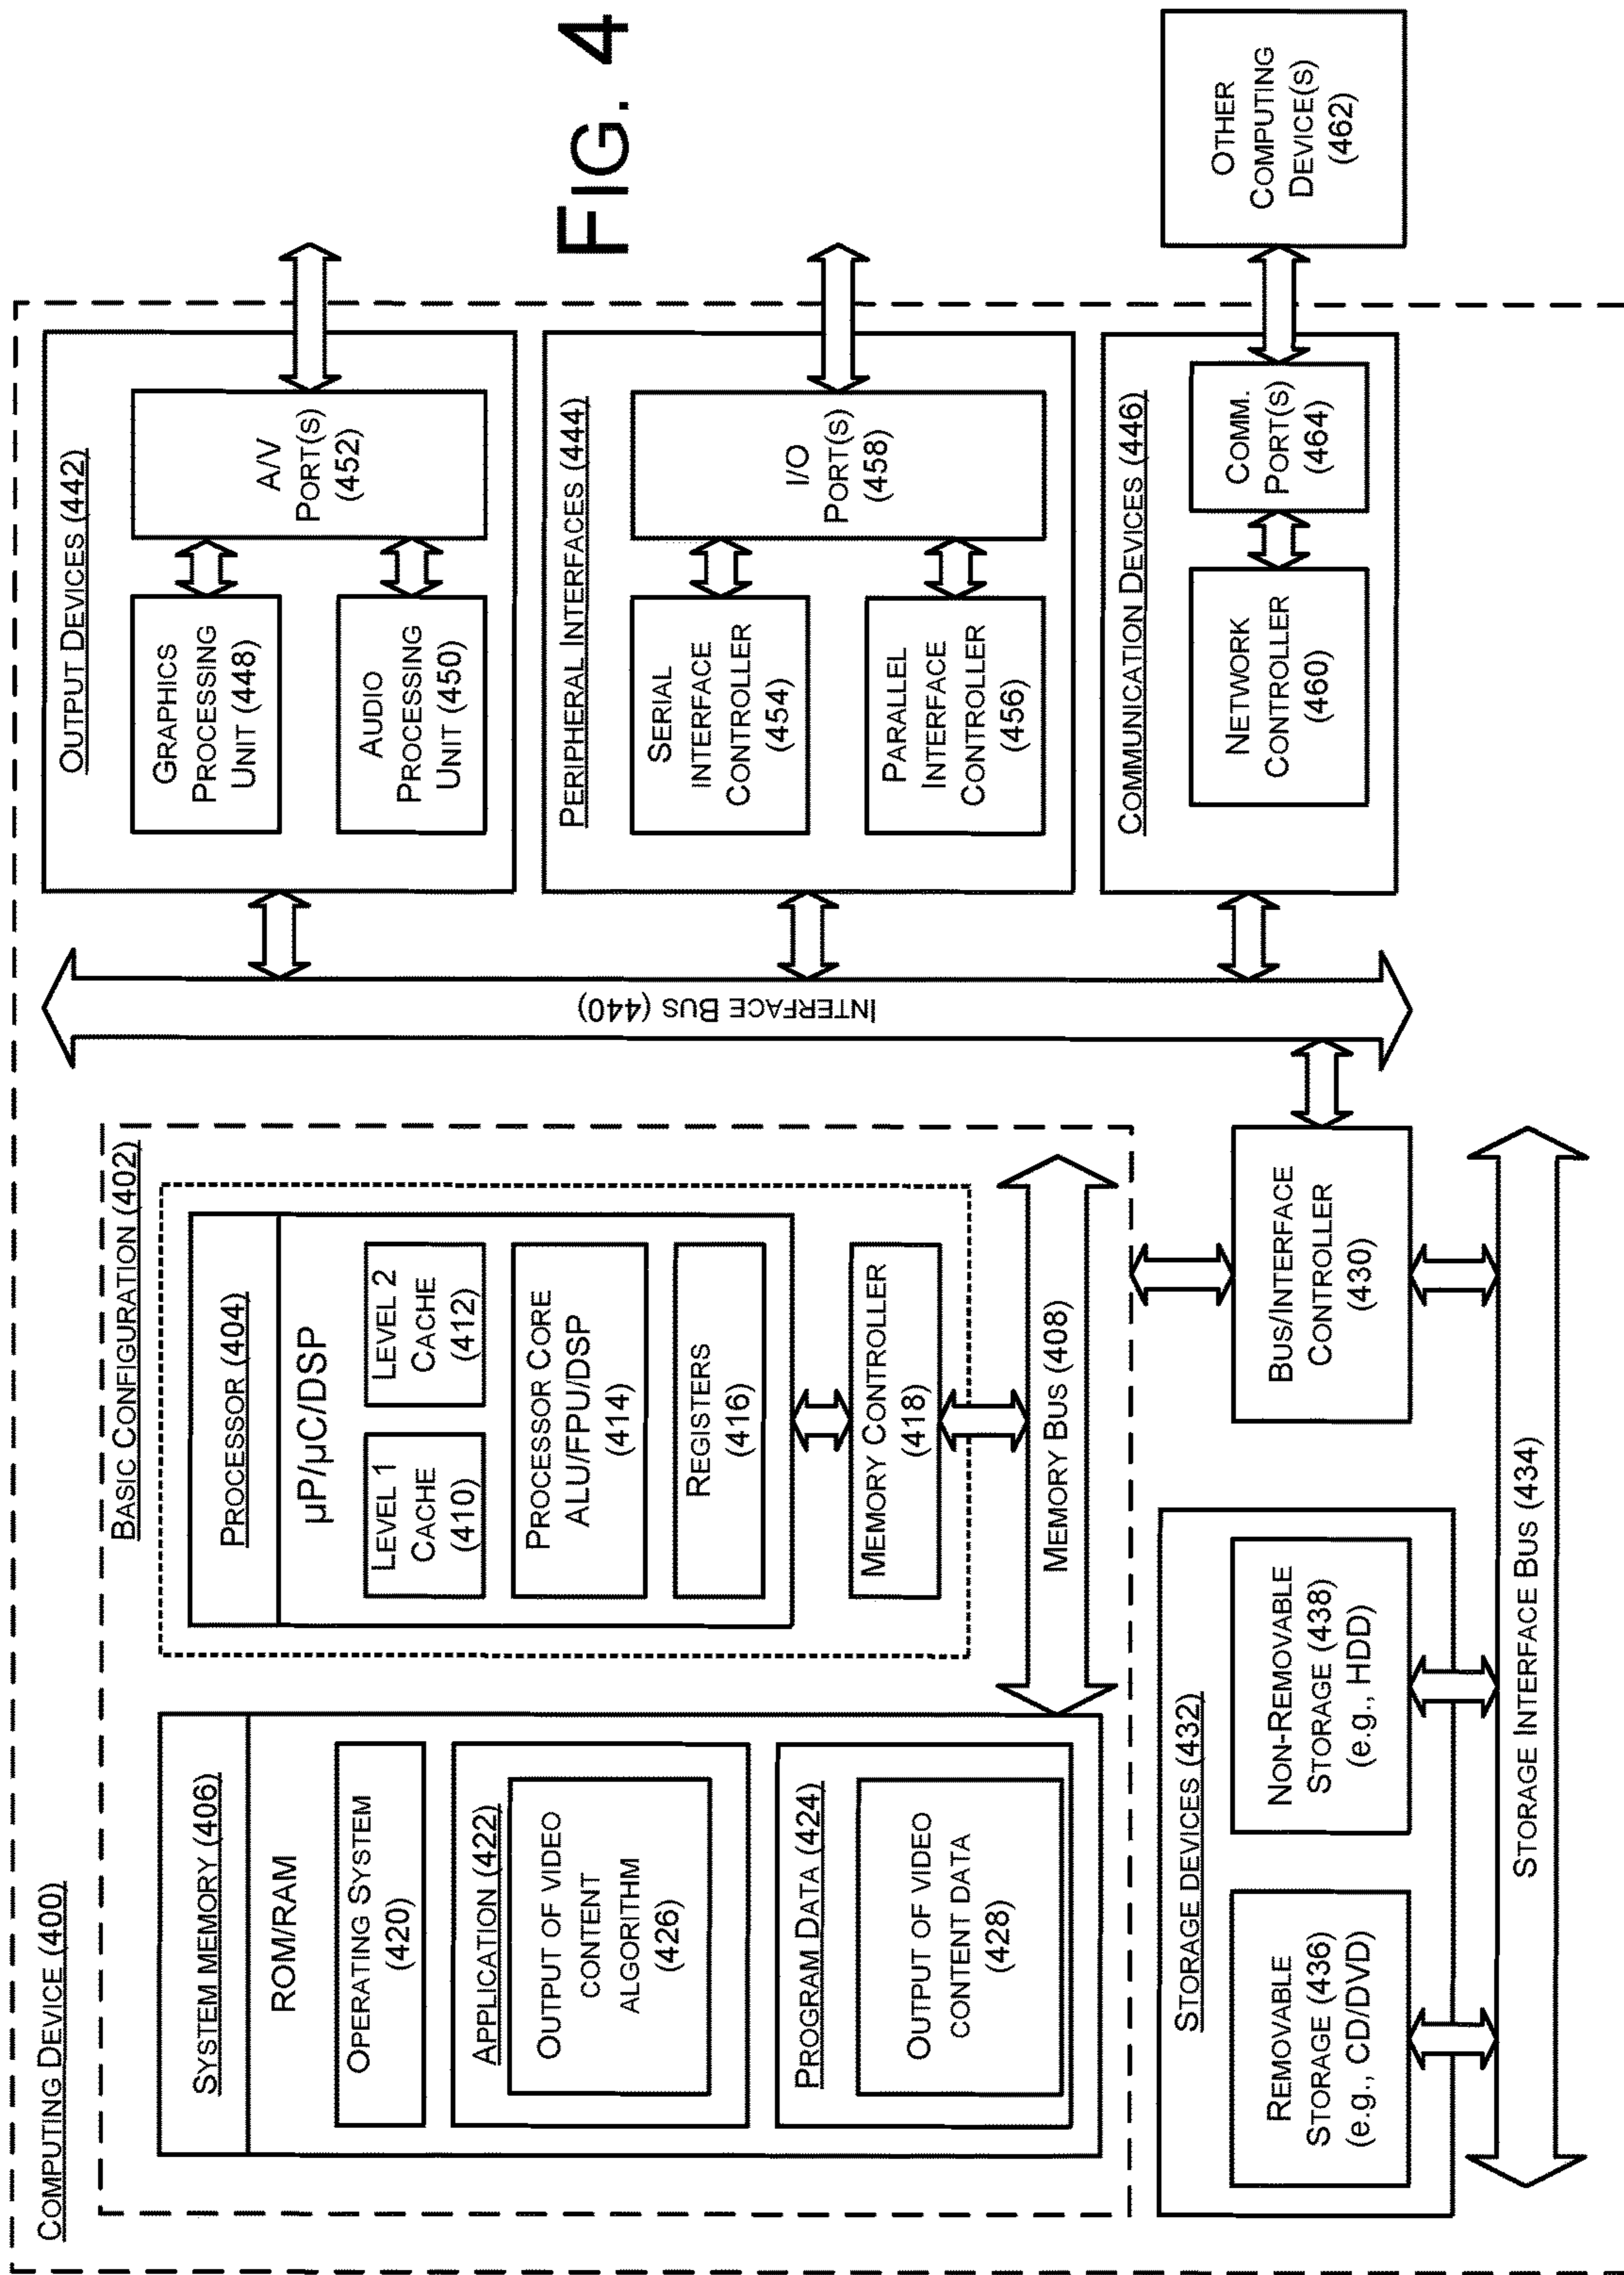 COMPUTING DEVICE (400)
BASIC CONFIGURATION (402)
SYSTEM MEMORY (406)
ROM/RAM
OPERATING SYSTEM
(420)
APPLICATION (422)
OUTPUT OF VIDEO
CONTENT
ALGORITHM
(426)
PROGRAM DATA (424)
OUTPUT OF VIDEO
CONTENT DATA
(428)
PROCESSOR (404)
µP/µC/DSP
LEVEL 1
CACHE
(410)
LEVEL 2
CACHE
(412)
PROCESSOR CORE
ALU/FPU/DSP
(414)
REGISTERS
(416)
MEMORY CONTROLLER
(418)
MEMORY BUS (408)
BUS/INTERFACE
CONTROLLER
(430)
STORAGE DEVICES (432)
REMOVABLE
STORAGE (436)
(e.g., CD/DVD)
NON-REMOVABLE
STORAGE (438)
(e.g., HDD)
STORAGE INTERFACE BUS (434)
INTERFACE BUS (440)
OUTPUT DEVICES (442)
GRAPHICS
PROCESSING
UNIT (448)
AUDIO
PROCESSING
UNIT (450)
A/V
PORT(S)
(452)
PERIPHERAL INTERFACES (444)
SERIAL
INTERFACE
CONTROLLER
(454)
PARALLEL
INTERFACE
CONTROLLER
(456)
I/O
PORT(S)
(458)
COMMUNICATION DEVICES (446)
NETWORK
CONTROLLER
(460)
COMM.
PORT(S)
(464)
OTHER
COMPUTING
DEVICE(S)
(462)
FIG. 4